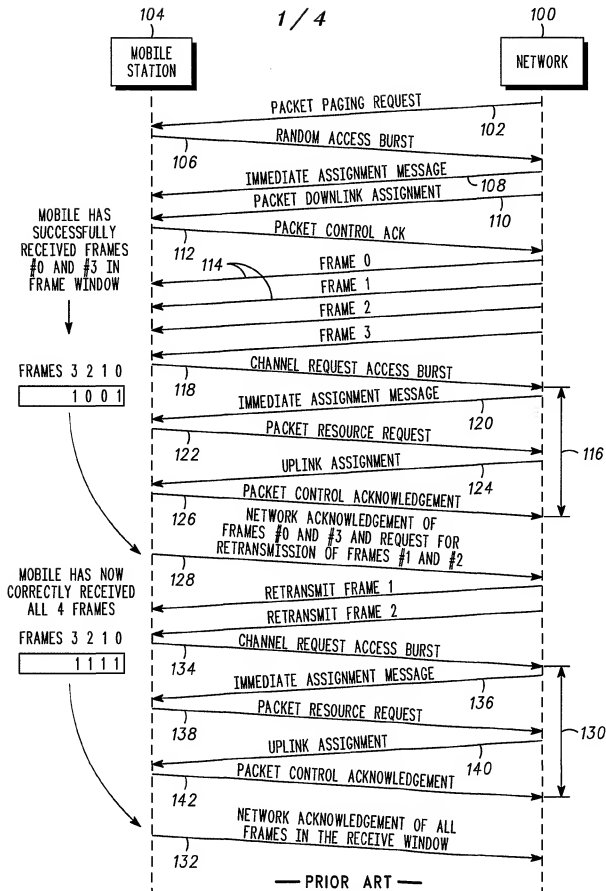 104
1/4
100
MOBILE
STATION
NETWORK
PACKET PAGING REQUEST
102
RANDOM ACCESS BURST
106
IMMEDIATE ASSIGNMENT MESSAGE
108
PACKET DOWNLINK ASSIGNMENT
110
MOBILE HAS
SUCCESSFULLY
RECEIVED FRAMES
#0 AND #3 IN
FRAME WINDOW
PACKET CONTROL ACK
112
114
FRAME 0
FRAME 1
FRAME 2
FRAME 3
CHANNEL REQUEST ACCESS BURST
118
FRAMES 3 2 1 0
1 0 0 1
IMMEDIATE ASSIGNMENT MESSAGE
120
PACKET RESOURCE REQUEST
122
116
UPLINK ASSIGNMENT
124
PACKET CONTROL ACKNOWLEDGEMENT
126
NETWORK ACKNOWLEDGEMENT OF
FRAMES #0 AND #3 AND REQUEST FOR
RETRANSMISSION OF FRAMES #1 AND #2
128
MOBILE HAS NOW
CORRECTLY RECEIVED
ALL 4 FRAMES
RETRANSMIT FRAME 1
RETRANSMIT FRAME 2
FRAMES 3 2 1 0
1 1 1 1
CHANNEL REQUEST ACCESS BURST
134
IMMEDIATE ASSIGNMENT MESSAGE
136
PACKET RESOURCE REQUEST
138
130
UPLINK ASSIGNMENT
140
PACKET CONTROL ACKNOWLEDGEMENT
142
NETWORK ACKNOWLEDGEMENT OF ALL
FRAMES IN THE RECEIVE WINDOW
132
— PRIOR ART —